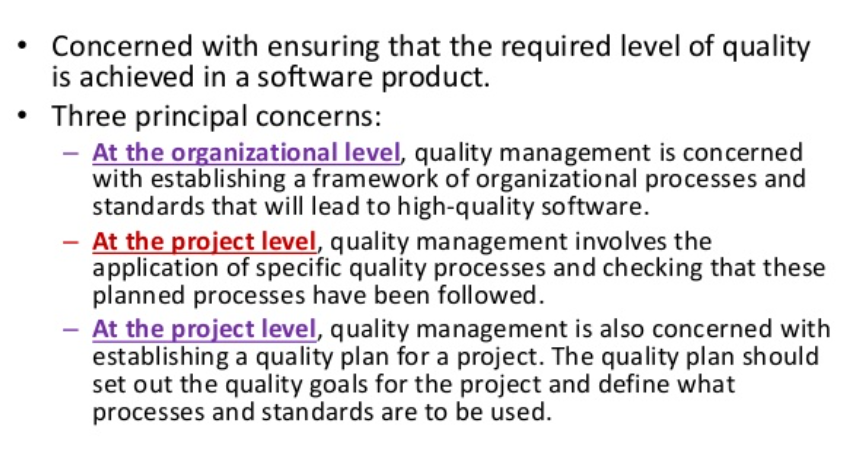 • Concerned with ensuring that the required level of quality
is achieved in a software product.
• Three principal concerns:
– At the organizational level, quality management is concerned
with establishing a framework of organizational processes and
standards that will lead to high-quality software.
– At the project level, quality management involves the
application of specific quality processes and checking that these
planned processes have been followed.
– At the project level, quality management is also concerned with
establishing a quality plan for a project. The quality plan should
set out the quality goals for the project and define what
processes and standards are to be used.